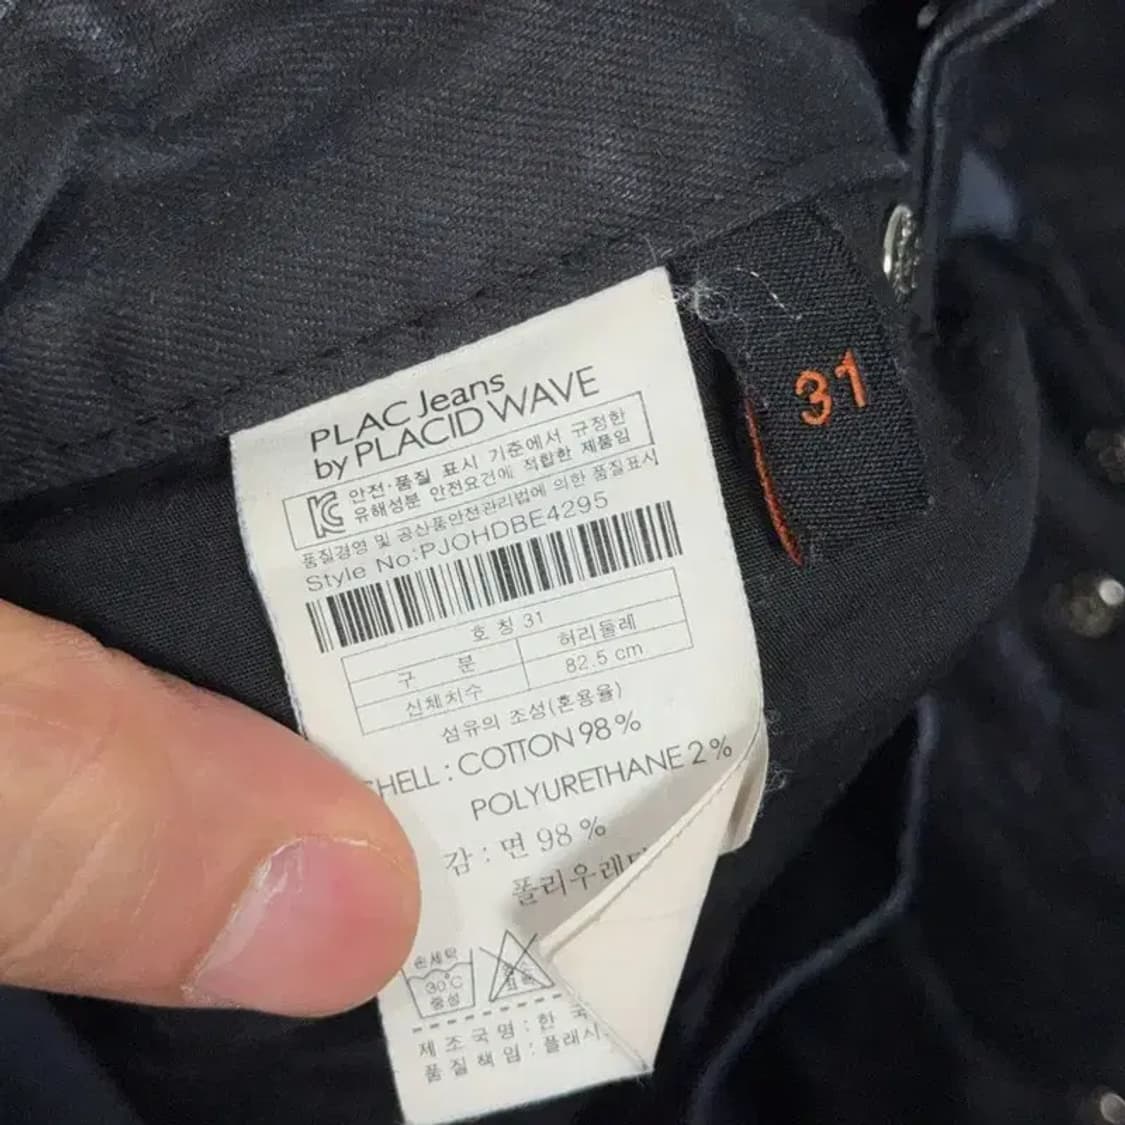 PLAC Jeans
by PLACID WAVE
안전·품질 표시 기준에서 규정한
유해성분 안전요건에 적합한 제품임
품질경영 및 공산품안전관리법에 의한 품질표시
Style No:PJOHDBE4295
호 칭 31
구 분 허리둘레
신체치수 82.5 cm
섬유의 조성(혼용율)
SHELL : COTTON 98 %
POLYURETHANE 2 %
감 : 면 98 %
폴리우레
손세탁
30℃
중성
제 조 국 명 : 한 국
품 질 책 임 : 플래시
31